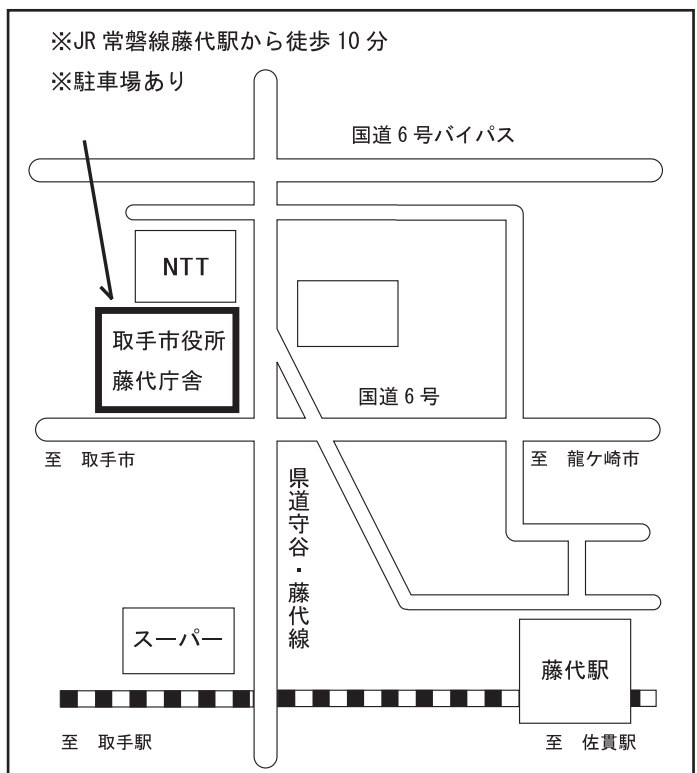 ※JR 常磐線藤代駅から徒歩 10 分
※駐車場あり
国道 6 号バイパス
NTT
取手市役所
藤代庁舎
国道 6 号
至 取手市
至 龍ケ崎市
県道守谷・藤代線
スーパー
藤代駅
至 取手駅
至 佐貫駅